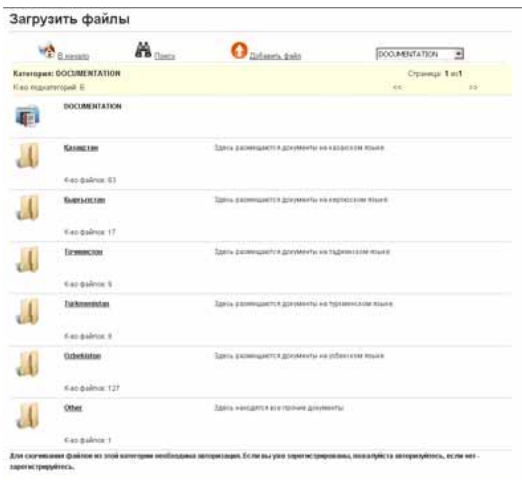 Загрузить файлы
В начало Поиск Добавить файл DOCUMENTATION
Категория: DOCUMENTATION Страница 1 из 1
К-во подкатегорий: 6 << >>
DOCUMENTATION
Казақстан Здесь размещаются документы на казахском языке
К-во файлов: 63
Кыргызстан Здесь размещаются документы на киргизском языке
К-во файлов: 17
Точикистон Здесь размещаются документы на таджикском языке
К-во файлов:
Türkmenistan Здесь размещаются документы на туркменском языке
К-во файлов:
Ozbekiston Здесь размещаются документы на узбекском языке
К-во файлов: 127
Other Здесь находятся все прочие документы
К-во файлов: 1
Для скачивания файлов из этой категории необходима авторизация. Если вы уже зарегистрированы, пожалуйста авторизуйтесь, если нет -
зарегистрируйтесь.